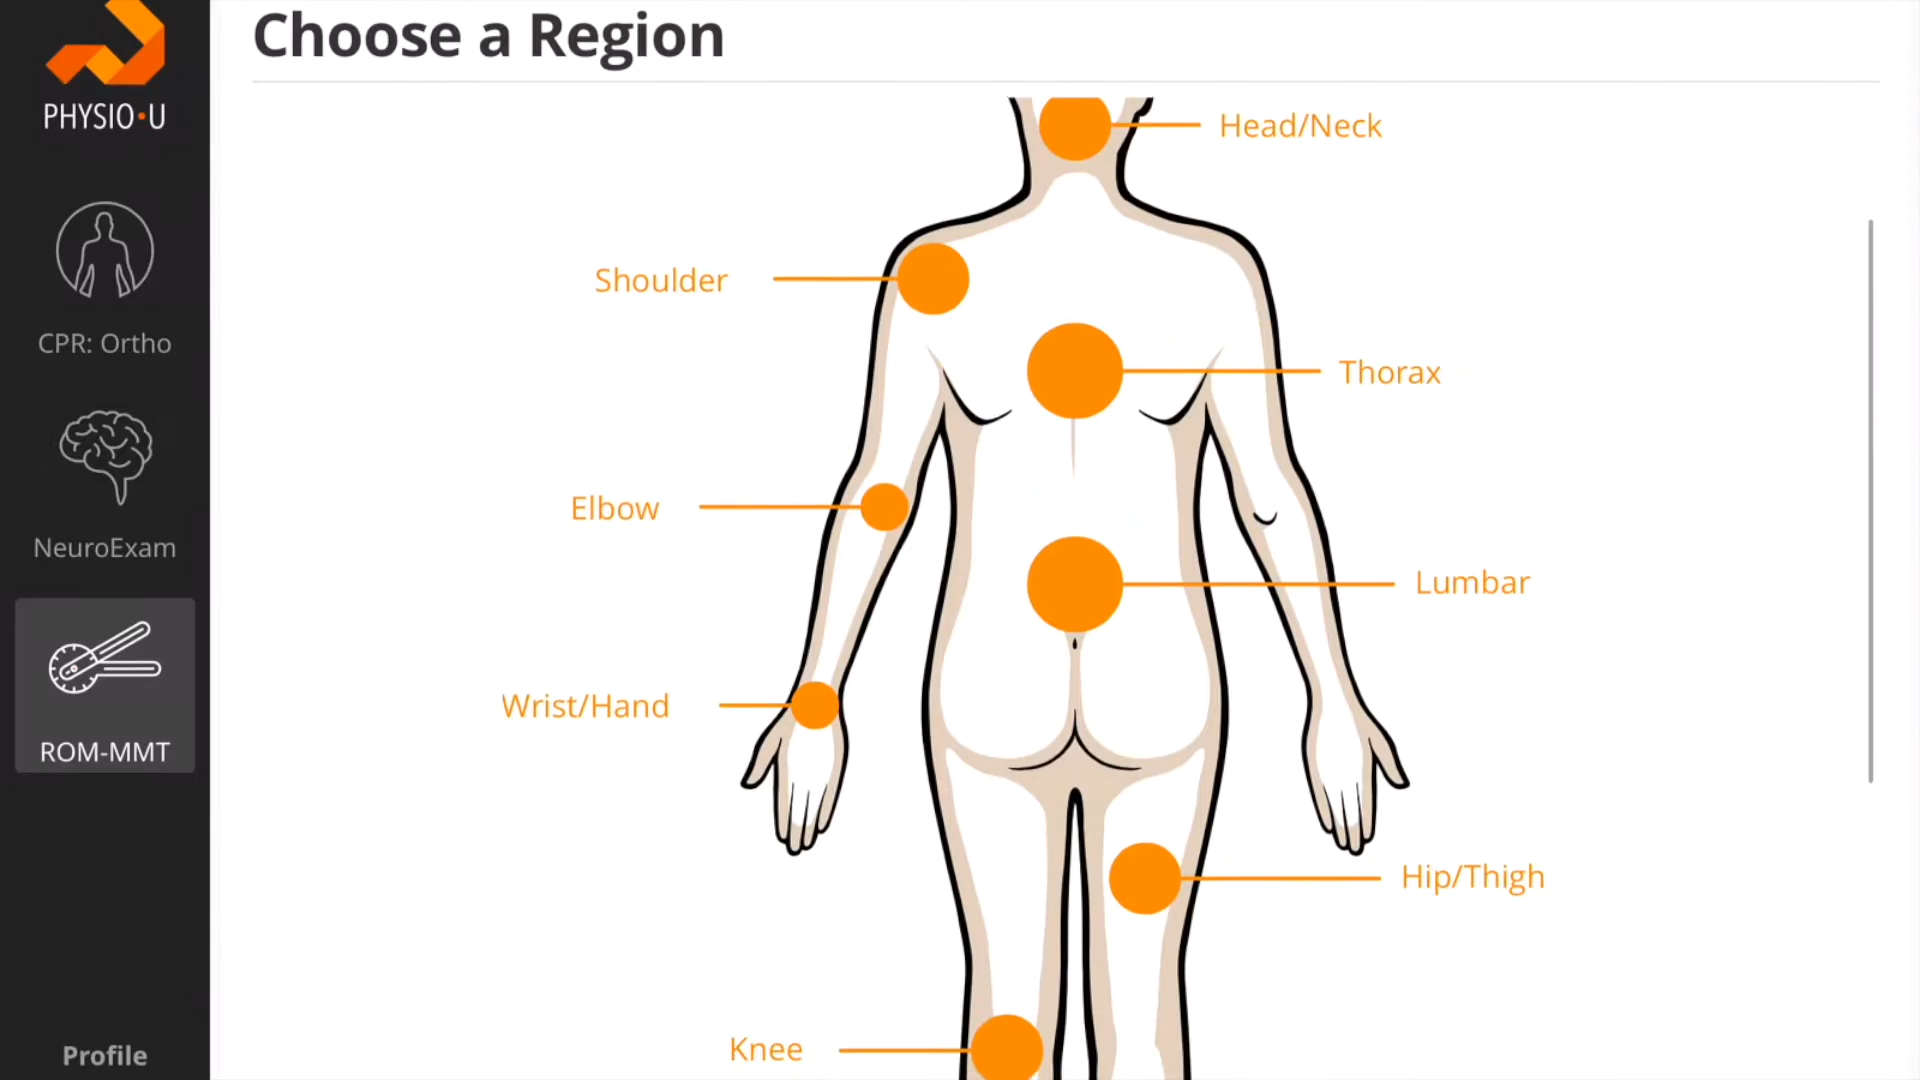 Choose a Region
PHYSIO•U
CPR: Ortho
NeuroExam
ROM-MMT
Profile
Head/Neck
Shoulder
Thorax
Elbow
Lumbar
Wrist/Hand
Hip/Thigh
Knee